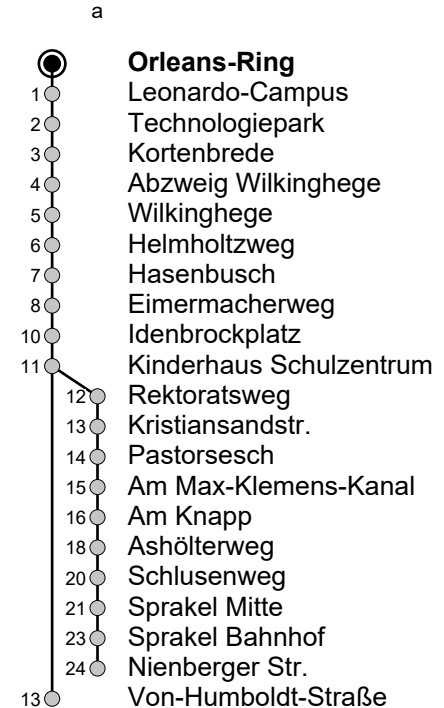 a
Orleans-Ring
1 Leonardo-Campus
2 Technologiepark
3 Kortenbrede
4 Abzweig Wilkinghege
5 Wilkinghege
6 Helmholtzweg
7 Hasenbusch
8 Eimermacherweg
10 Idenbrockplatz
11 Kinderhaus Schulzentrum
12 Rektoratsweg
13 Kristiansandstr.
14 Pastorsesch
15 Am Max-Klemens-Kanal
16 Am Knapp
18 Ashölterweg
20 Schlusenweg
21 Sprakel Mitte
23 Sprakel Bahnhof
24 Nienberger Str.
13 Von-Humboldt-Straße